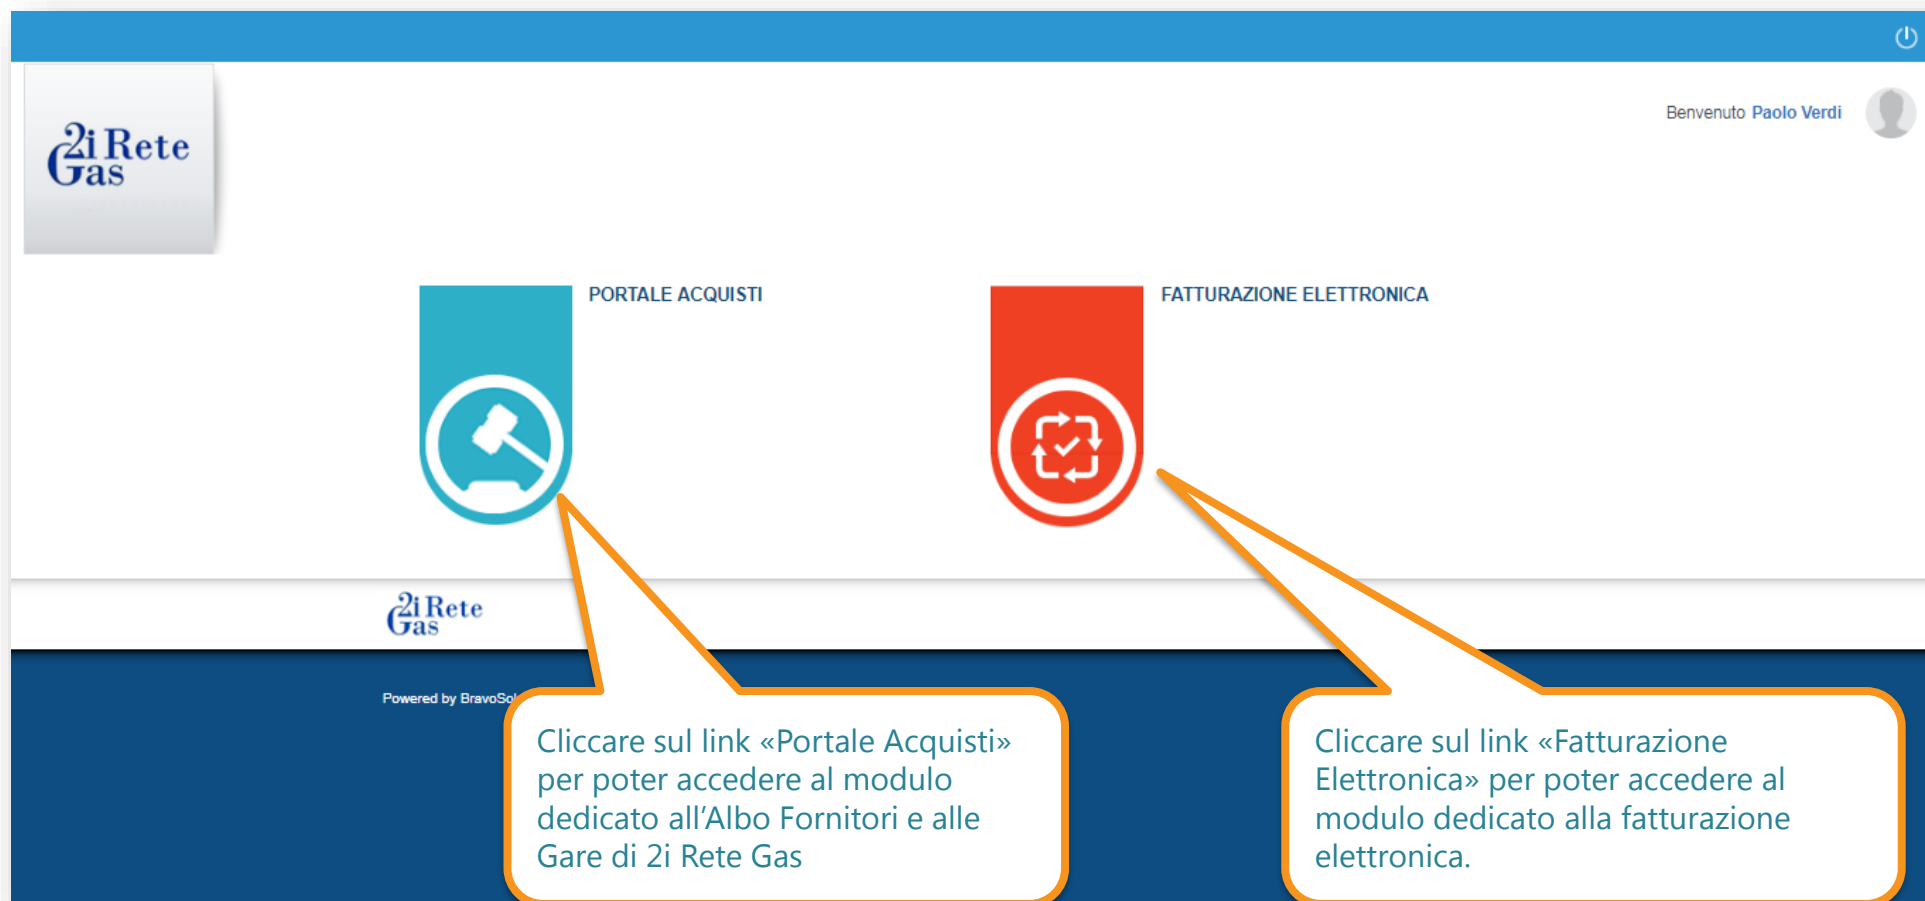 2i Rete
Gas
Benvenuto Paolo Verdi
PORTALE ACQUISTI
FATTURAZIONE ELETTRONICA
2i Rete
Gas
Powered by
Cliccare sul link «Portale Acquisti»
per poter accedere al modulo
dedicato all’Albo Fornitori e alle
Gare di 2i Rete Gas
Cliccare sul link «Fatturazione
Elettronica» per poter accedere al
modulo dedicato alla fatturazione
elettronica.